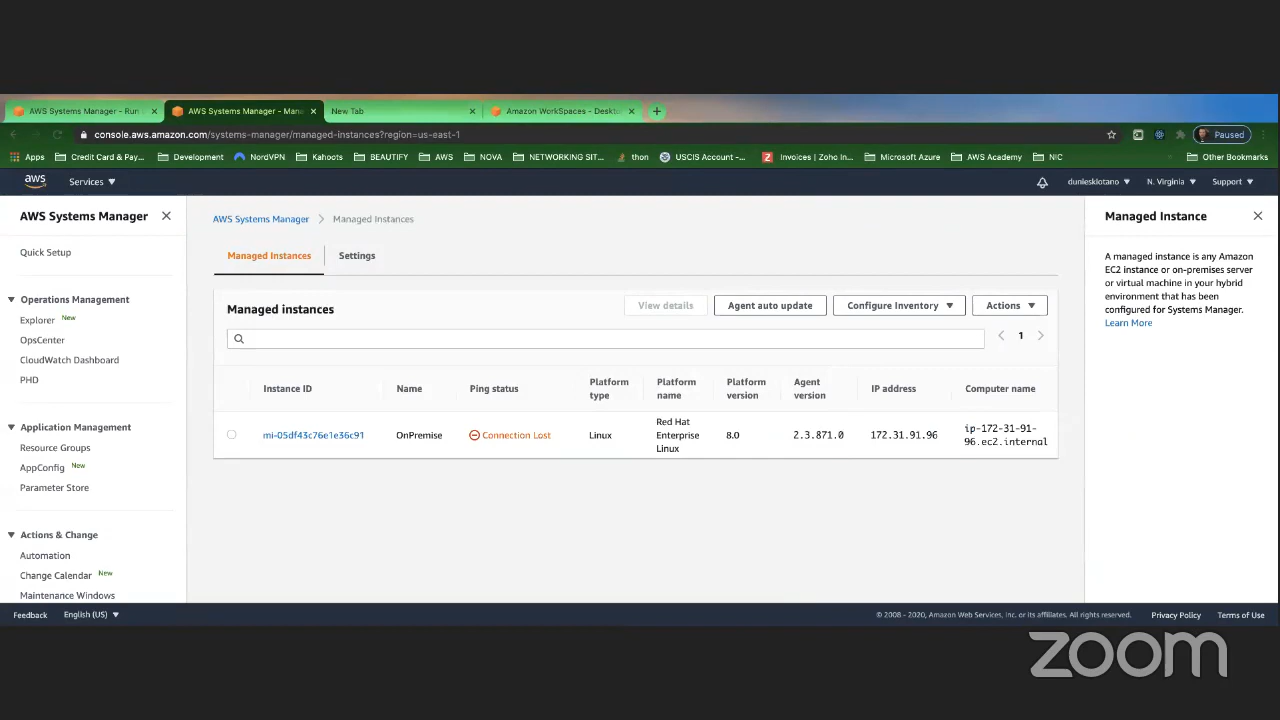 AWS Systems Manager - Run
AWS Systems Manager - Mana
New Tab
Amazon WorkSpaces - Deskto
console.aws.amazon.com/systems-manager/managed-instances?region=us-east-1
Paused
Apps
Credit Card & Pay...
Development
NordVPN
Kahoots
BEAUTIFY
AWS
NOVA
NETWORKING SIT...
thon
USCIS Account -...
Invoices | Zoho In...
Microsoft Azure
AWS Academy
NIC
Other Bookmarks
aws
Services
duniesklotano
N. Virginia
Support
AWS Systems Manager
Quick Setup
Operations Management
Explorer New
OpsCenter
CloudWatch Dashboard
PHD
Application Management
Resource Groups
AppConfig New
Parameter Store
Actions & Change
Automation
Change Calendar New
Maintenance Windows
AWS Systems Manager
Managed Instances
Managed Instances
Settings
Managed instances
View details
Agent auto update
Configure Inventory
Actions
1
Instance ID
Name
Ping status
Platform type
Platform name
Platform version
Agent version
IP address
Computer name
mi-05df43c76e1e36c91
OnPremise
Connection Lost
Linux
Red Hat
Enterprise
Linux
8.0
2.3.871.0
172.31.91.96
ip-172-31-91-
96.ec2.internal
Managed Instance
A managed instance is any Amazon
EC2 instance or on-premises server
or virtual machine in your hybrid
environment that has been
configured for Systems Manager.
Learn More
Feedback
English (US)
© 2008 - 2020, Amazon Web Services, Inc. or its affiliates. All rights reserved.
Privacy Policy
Terms of Use
zoom